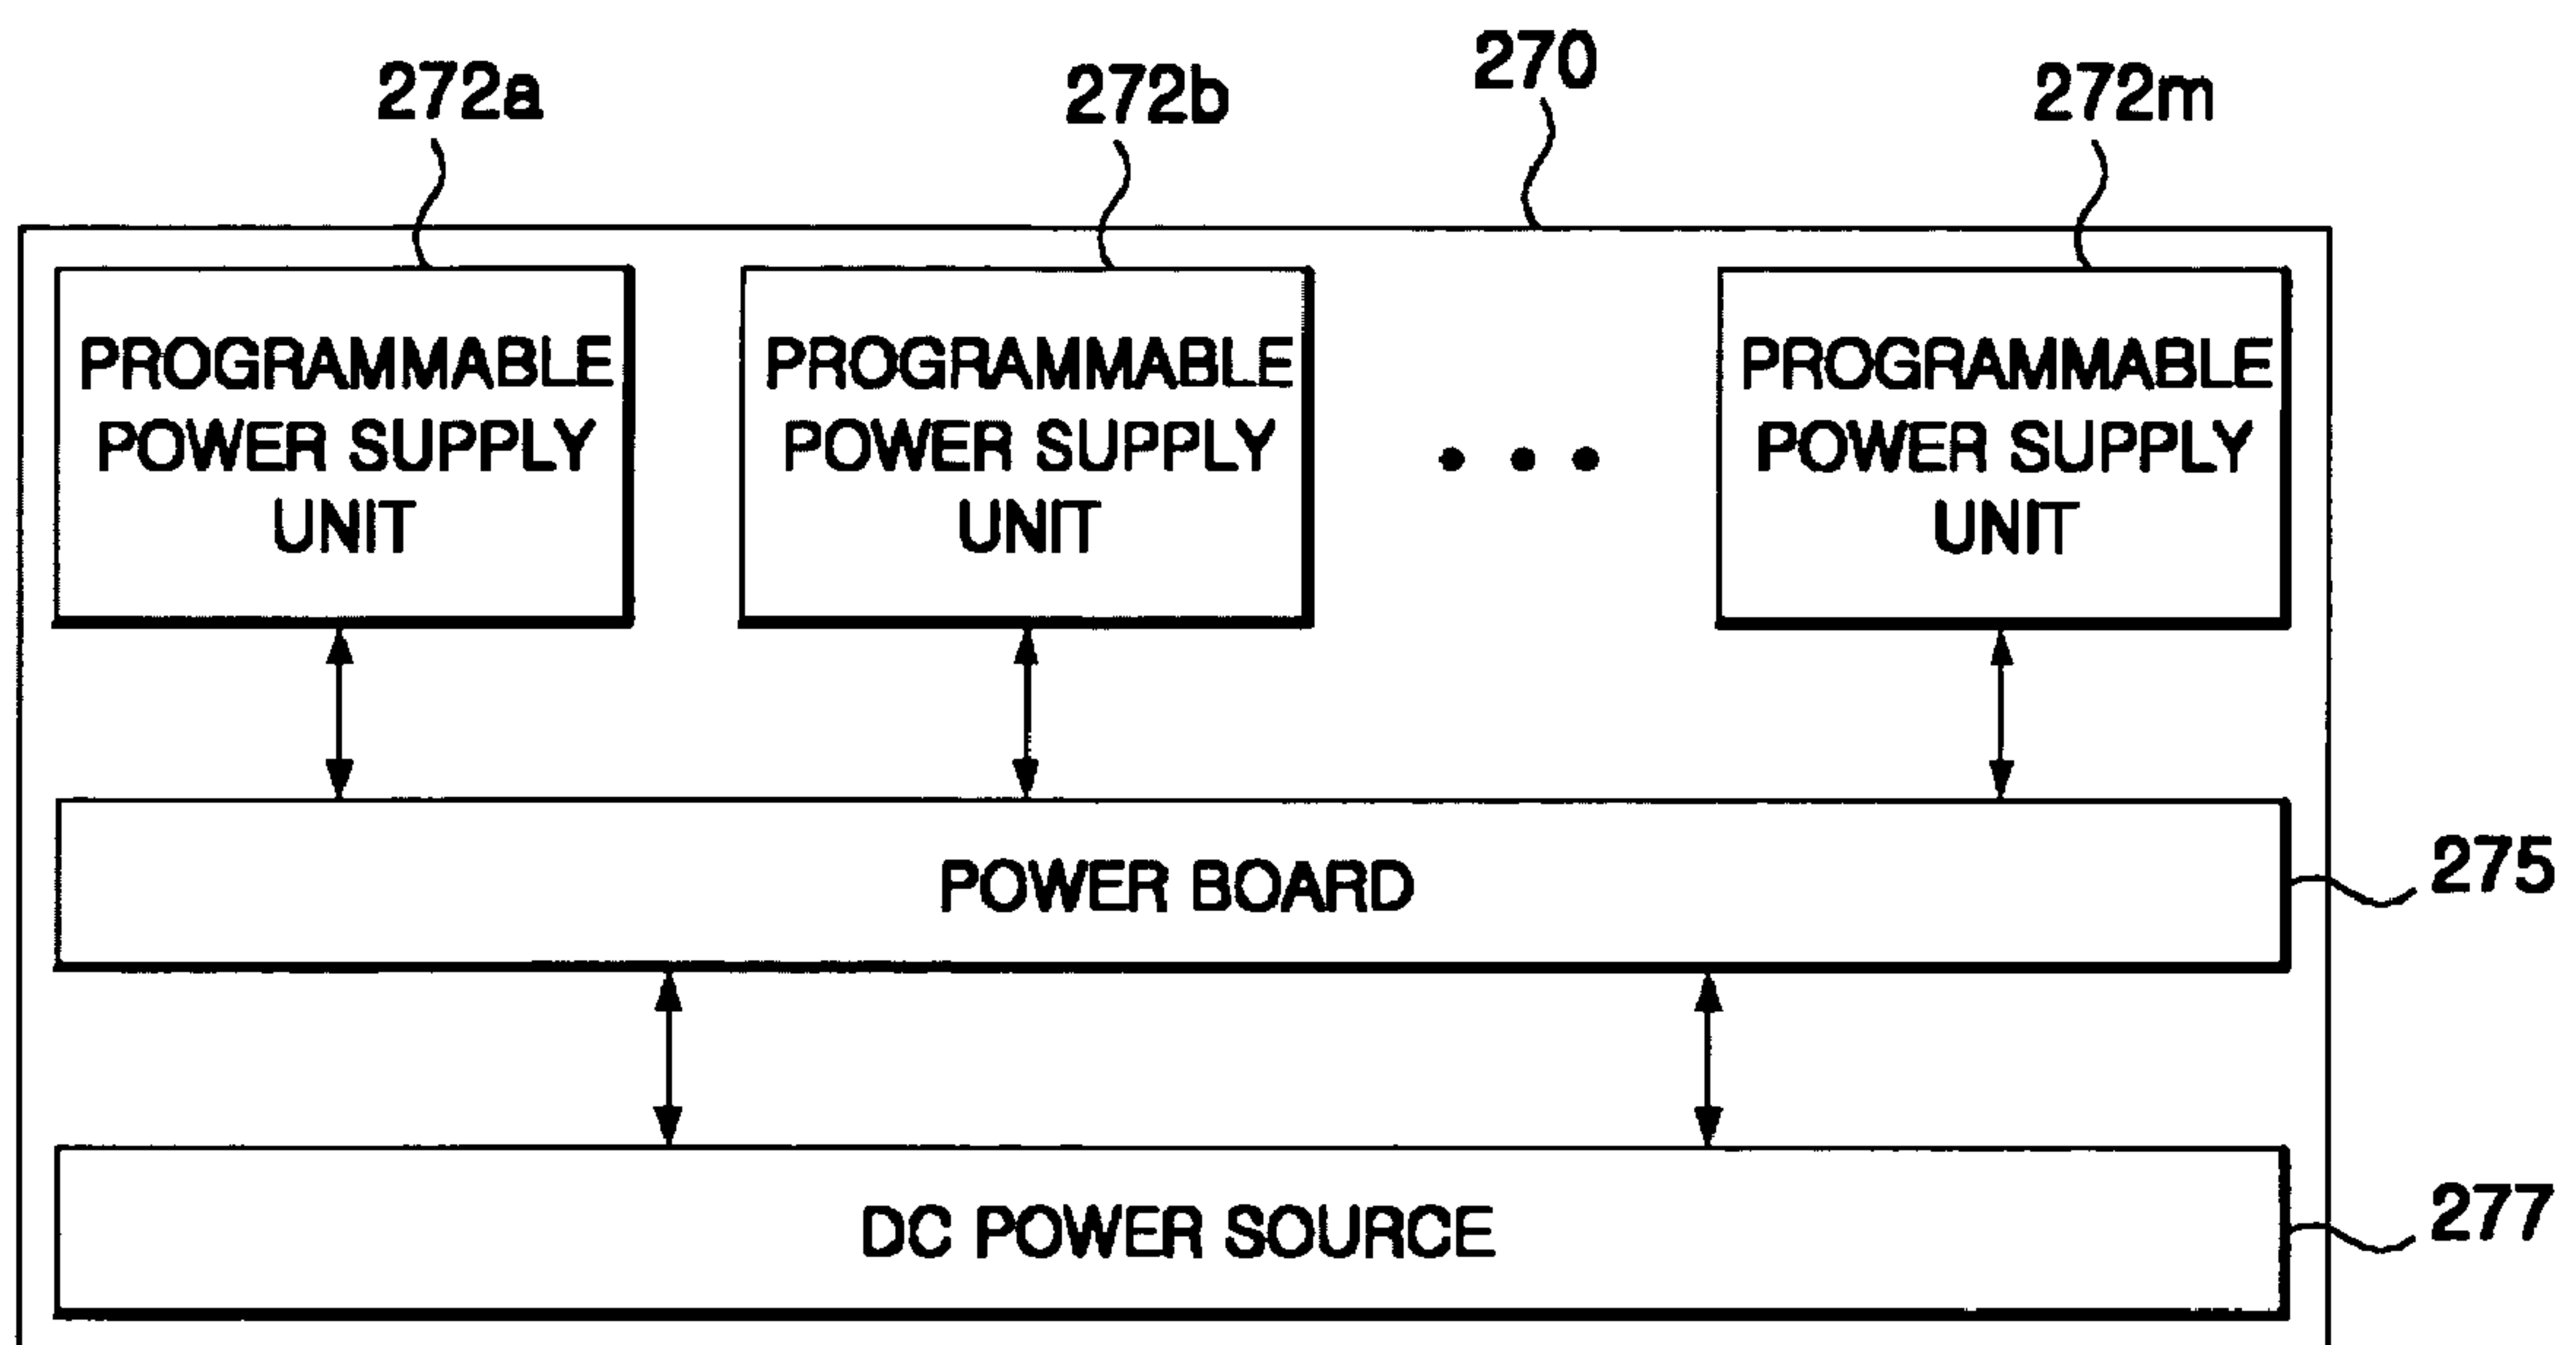 270
272a
272b
272m
PROGRAMMABLE
POWER SUPPLY
UNIT
PROGRAMMABLE
POWER SUPPLY
UNIT
PROGRAMMABLE
POWER SUPPLY
UNIT
POWER BOARD
275
DC POWER SOURCE
277